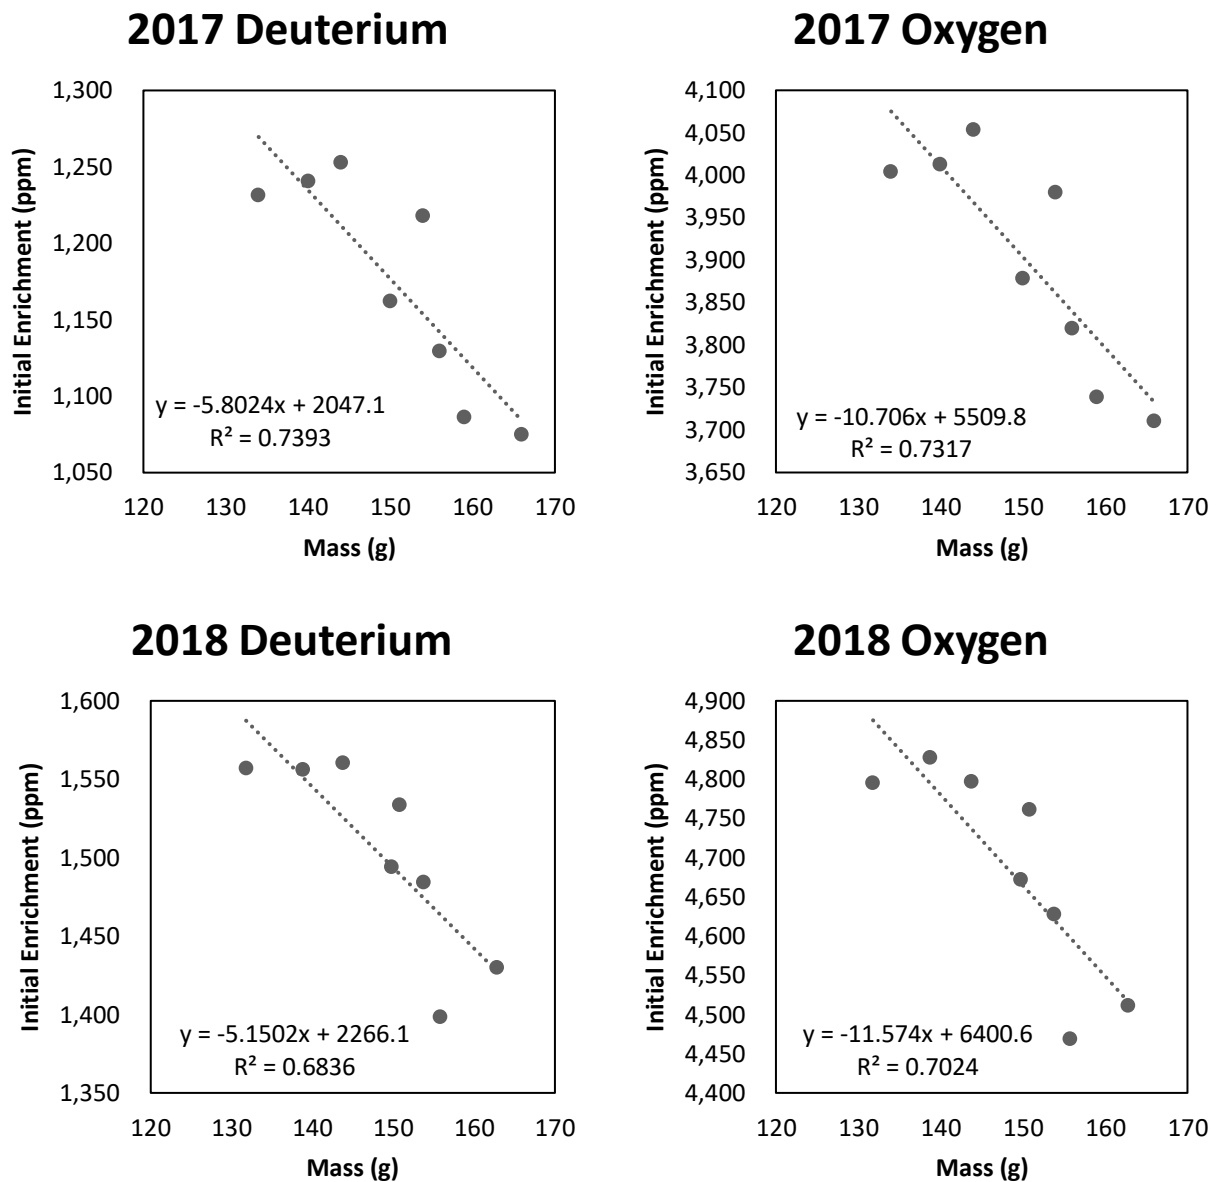 2017 Deuterium
1,300
1,250
1,200
1,150
1,100
1,050
Initial Enrichment (ppm)
y = -5.8024x + 2047.1
R² = 0.7393
120 130 140 150 160 170
Mass (g)
2017 Oxygen
4,100
4,050
4,000
3,950
3,900
3,850
3,800
3,750
3,700
3,650
Initial Enrichment (ppm)
y = -10.706x + 5509.8
R² = 0.7317
120 130 140 150 160 170
Mass (g)
2018 Deuterium
1,600
1,550
1,500
1,450
1,400
1,350
Initial Enrichment (ppm)
y = -5.1502x + 2266.1
R² = 0.6836
120 130 140 150 160 170
Mass (g)
2018 Oxygen
4,900
4,850
4,800
4,750
4,700
4,650
4,600
4,550
4,500
4,450
4,400
Initial Enrichment (ppm)
y = -11.574x + 6400.6
R² = 0.7024
120 130 140 150 160 170
Mass (g)